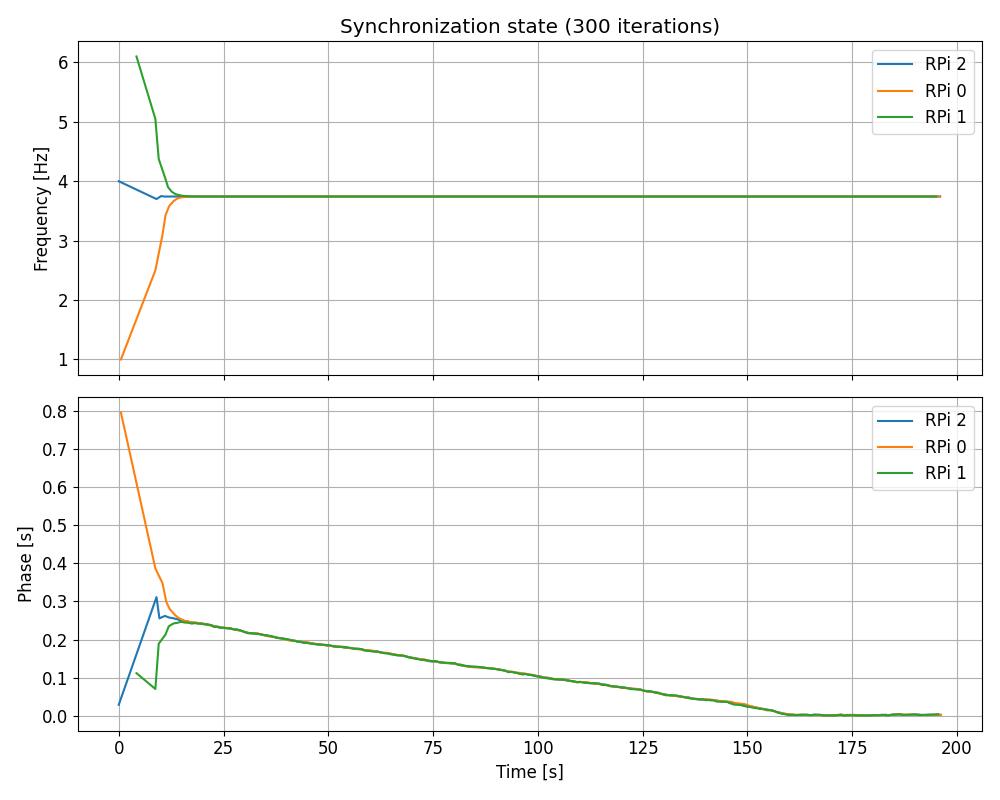 Synchronization state (300 iterations)
6
5
4
3
2
1
Frequency [Hz]
RPi 2
RPi 0
RPi 1
0.8
0.7
0.6
0.5
0.4
0.3
0.2
0.1
0.0
Phase [s]
RPi 2
RPi 0
RPi 1
0 25 50 75 100 125 150 175 200
Time [s]